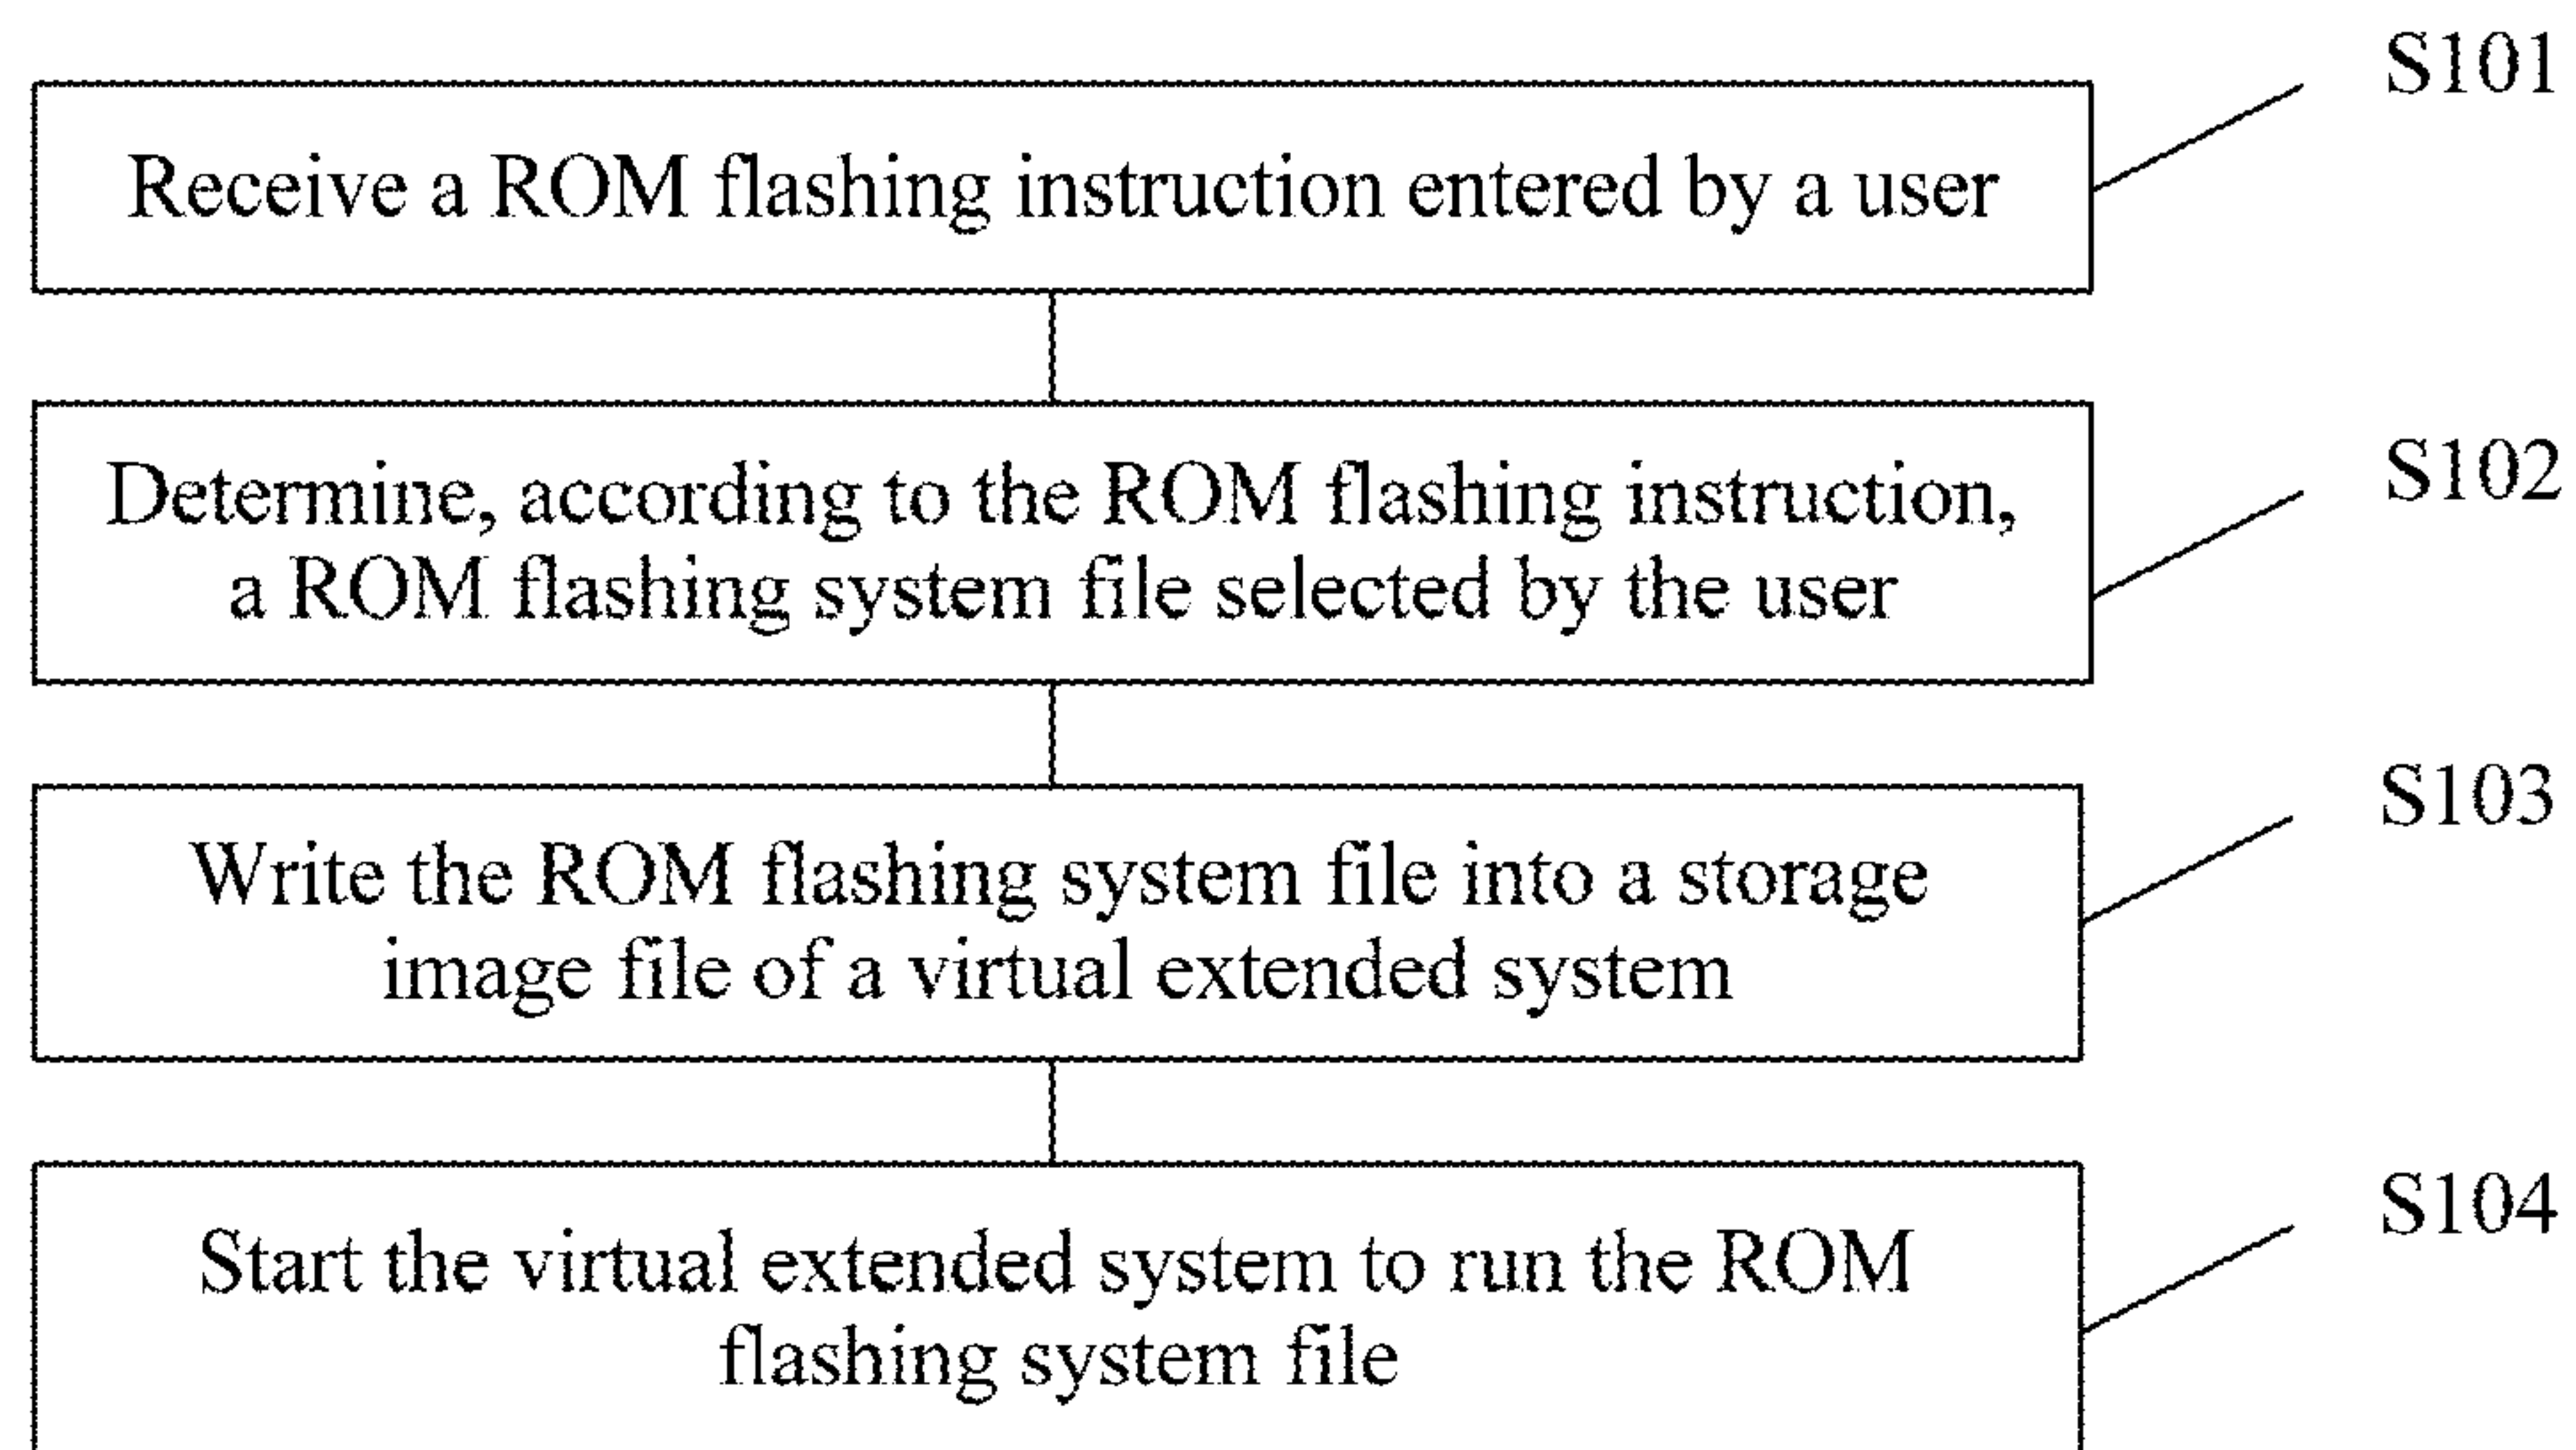 S101
Receive a ROM flashing instruction entered by a user
S102
Determine, according to the ROM flashing instruction,
a ROM flashing system file selected by the user
S103
Write the ROM flashing system file into a storage
image file of a virtual extended system
S104
Start the virtual extended system to run the ROM
flashing system file